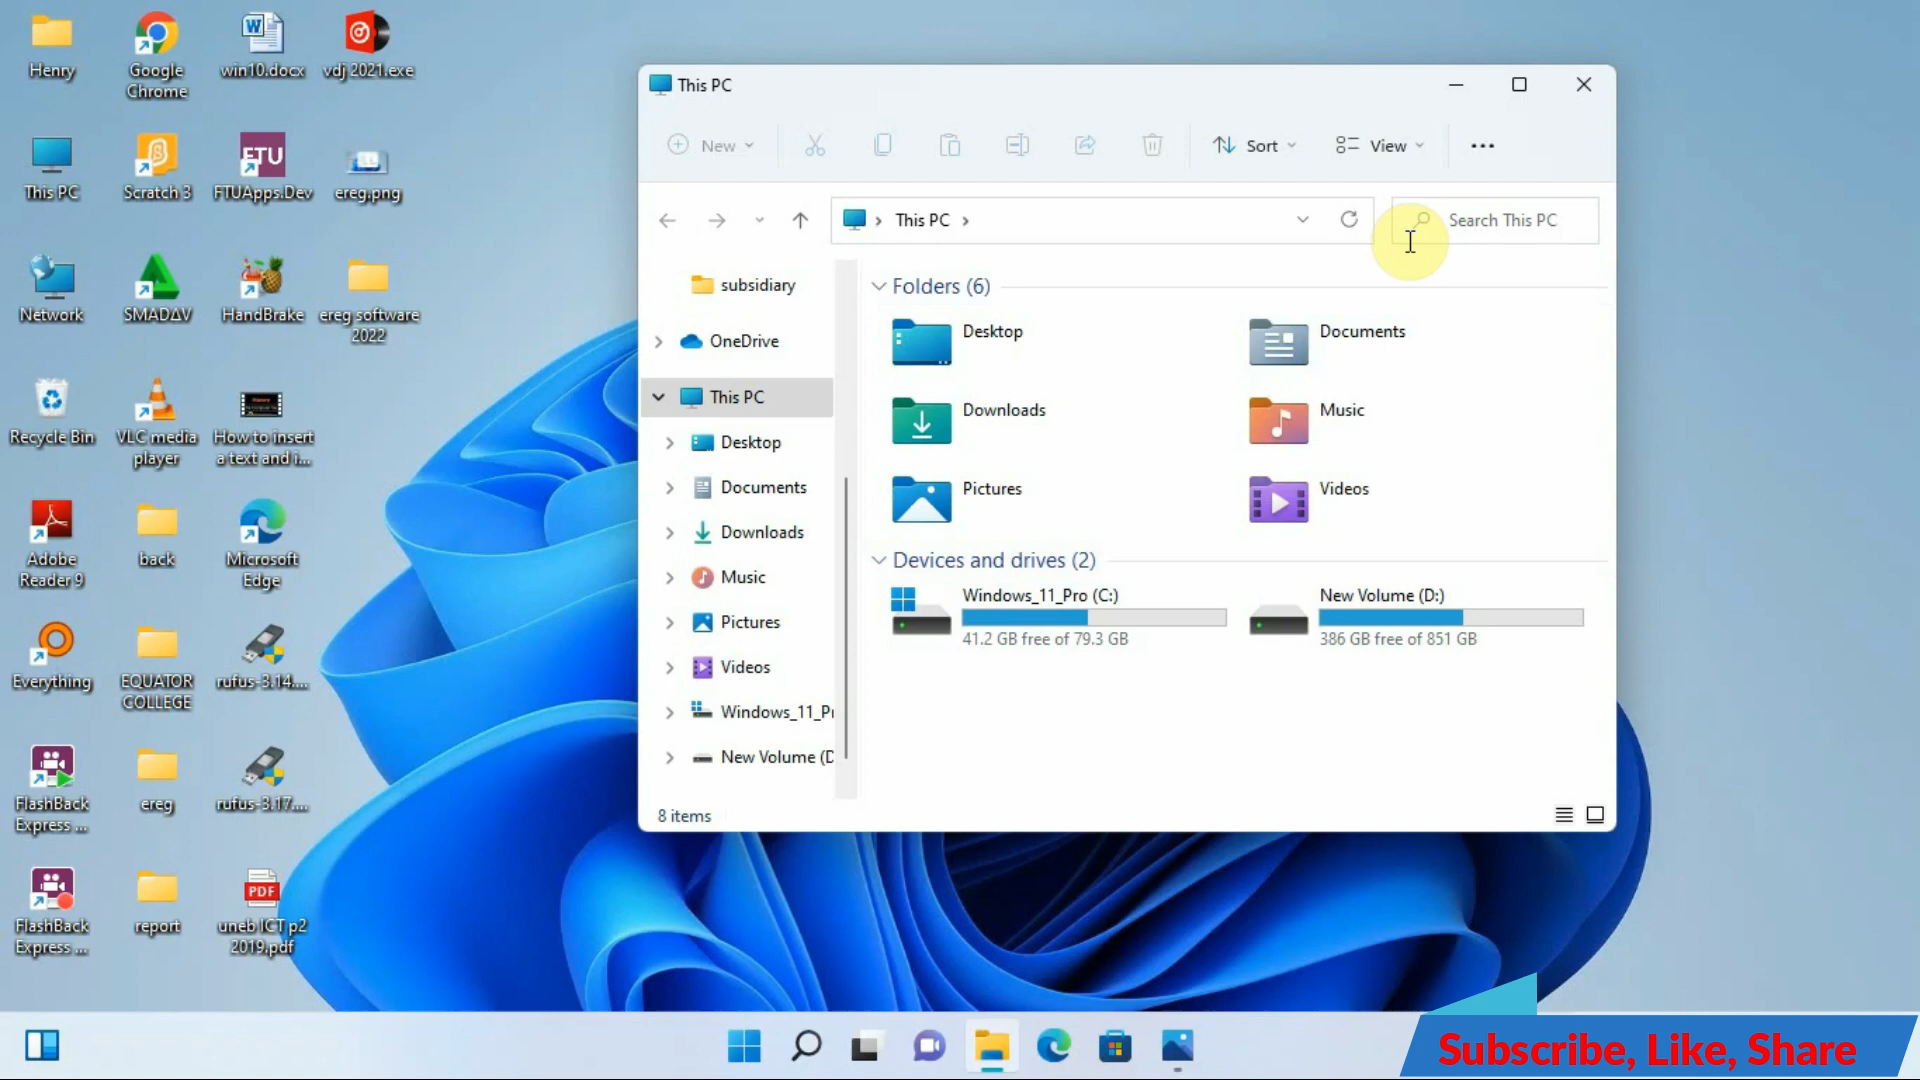 Henry
Google
Chrome
win10.docx
vdj 2021.exe
This PC
Scratch 3
FTU
FTUApps.Dev
ereg.png
Network
SMADΔV
HandBrake
ereg software
2022
Recycle Bin
VLC media
player
How to insert
a text and i...
Adobe
Reader 9
back
Microsoft
Edge
Everything
EQUATOR
COLLEGE
rufus-3.14....
FlashBack
Express ...
ereg
rufus-3.17....
FlashBack
Express ...
report
PDF
uneb ICT p2
2019.pdf
This PC
New
Sort
View
This PC
Search This PC
subsidiary
OneDrive
This PC
Desktop
Documents
Downloads
Music
Pictures
Videos
Windows_11_Pr
New Volume (D
Folders (6)
Desktop
Documents
Downloads
Music
Pictures
Videos
Devices and drives (2)
Windows_11_Pro (C:)
41.2 GB free of 79.3 GB
New Volume (D:)
386 GB free of 851 GB
8 items
Subscribe, Like, Share